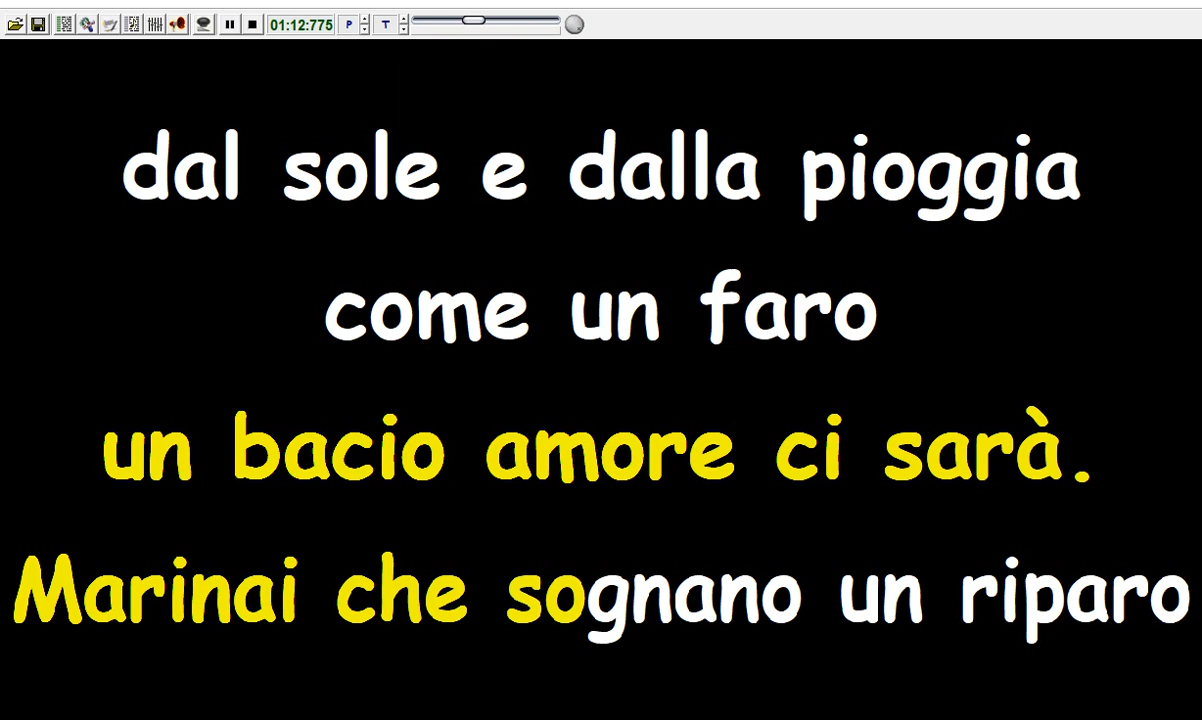 01:12:775 P T
dal sole e dalla pioggia
come un faro
un bacio amore ci sarà.
Marinai che sognano un riparo